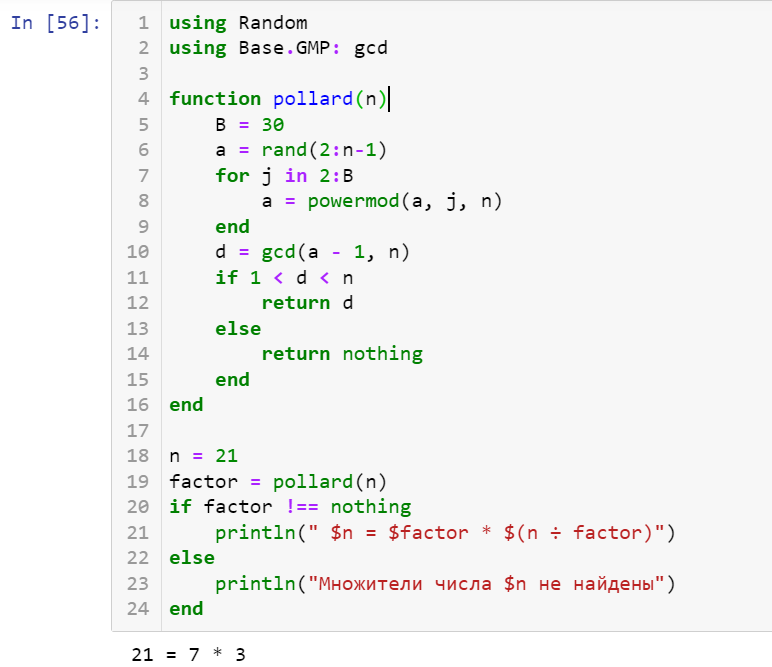 In [56]:
1 using Random
2 using Base.GMP: gcd
3
4 function pollard(n)
5     B = 30
6     a = rand(2:n-1)
7     for j in 2:B
8         a = powermod(a, j, n)
9     end
10     d = gcd(a - 1, n)
11     if 1 < d < n
12         return d
13     else
14         return nothing
15     end
16 end
17
18 n = 21
19 factor = pollard(n)
20 if factor !== nothing
21     println(" $n = $factor * $(n ÷ factor)")
22 else
23     println("Множители числа $n не найдены")
24 end
21 = 7 * 3